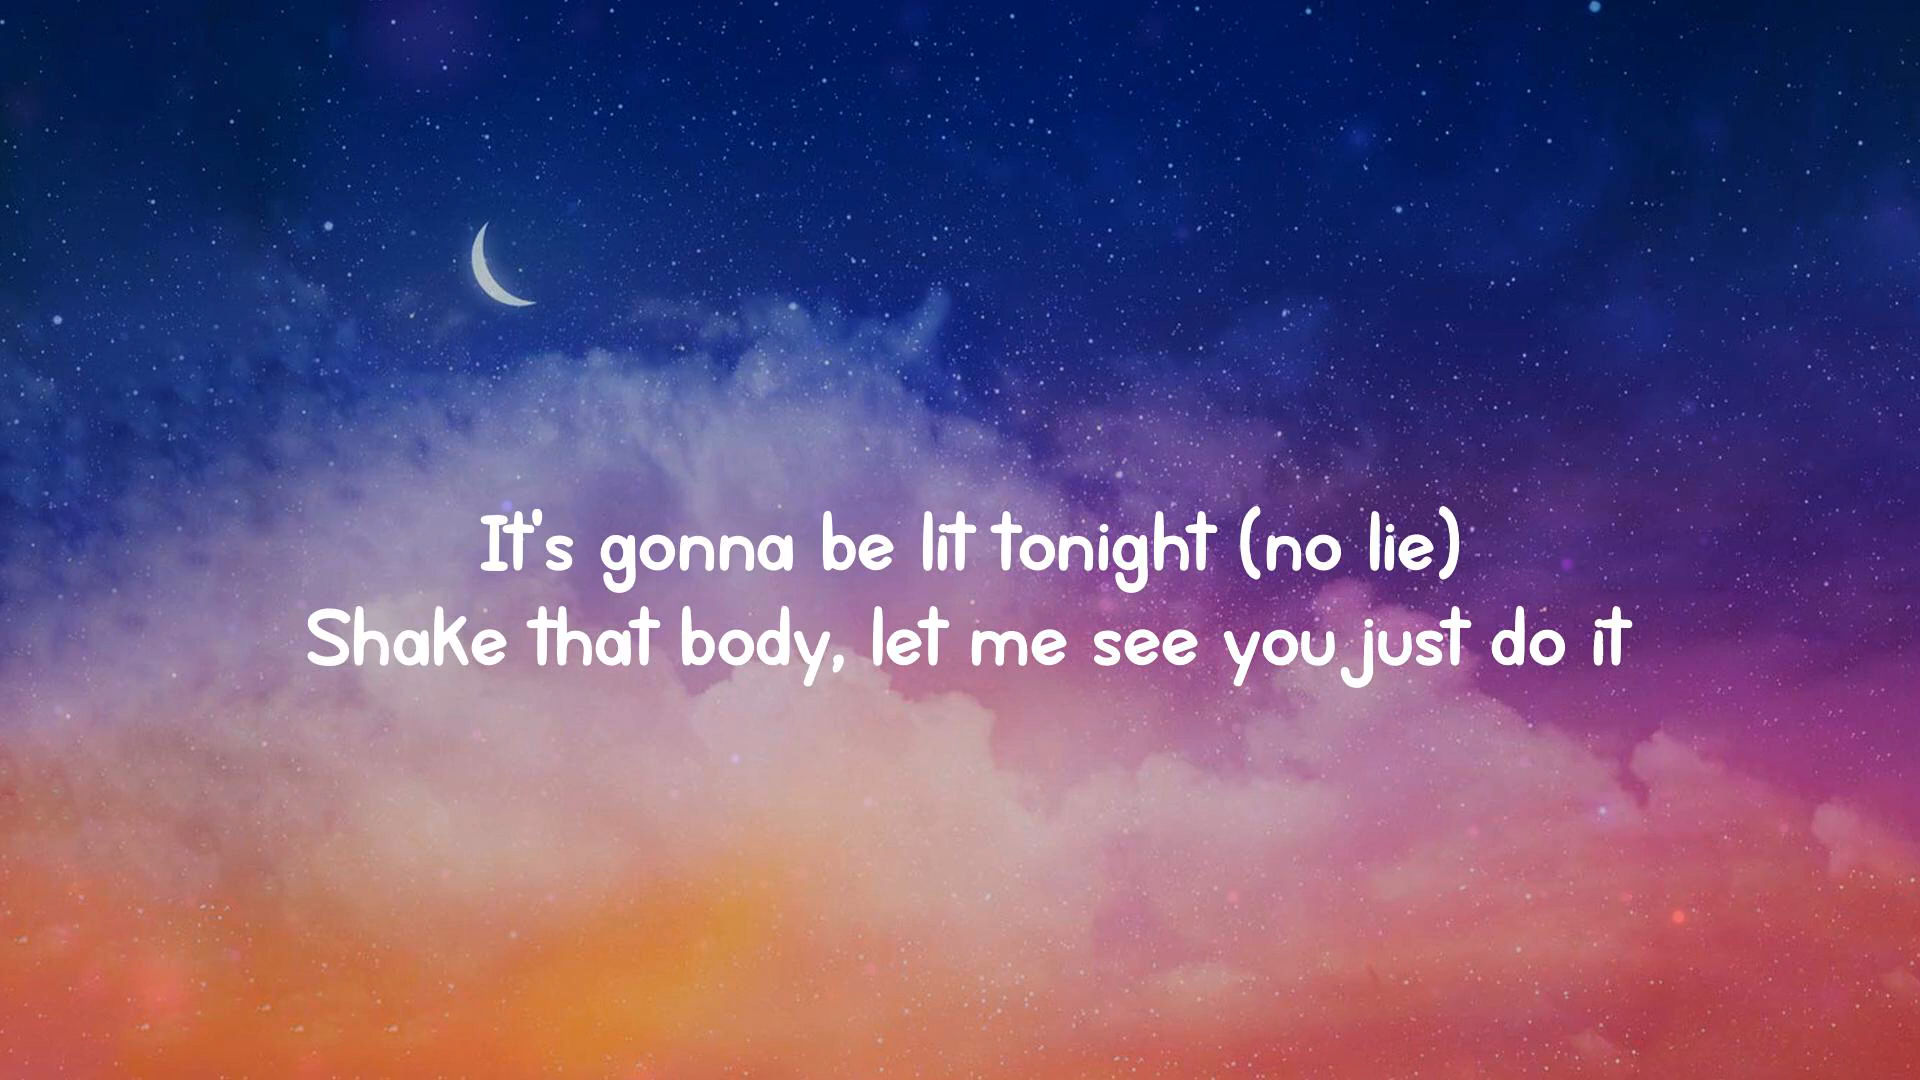 It's gonna be lit tonight (no lie)
Shake that body, let me see you just do it